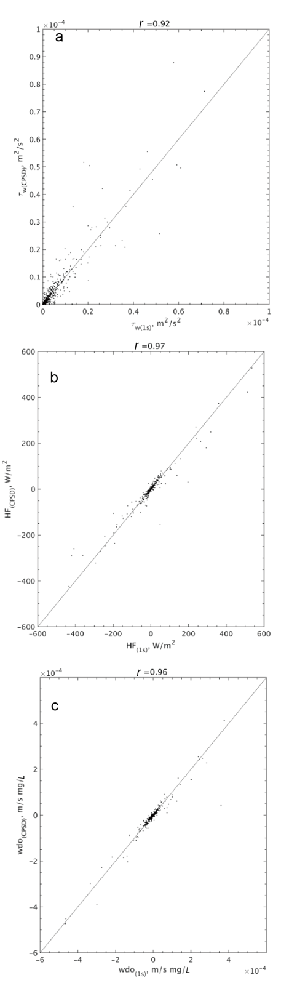 r =0.92
×10⁻⁴
a
1
0.9
0.8
0.7
0.6
0.5
0.4
0.3
0.2
0.1
0
τw(CPSD), m²/s²
0 0.2 0.4 0.6 0.8 1
τw(1s), m²/s²
×10⁻⁴
r =0.97
b
600
400
200
0
−200
−400
−600
HF(CPSD), W/m²
−600 −400 −200 0 200 400 600
HF(1s), W/m²
r =0.96
×10⁻⁴
c
4
2
0
−2
−4
−6
wdo(CPSD), m/s mg/L
−6 −4 −2 0 2 4
wdo(1s), m/s mg/L
×10⁻⁴